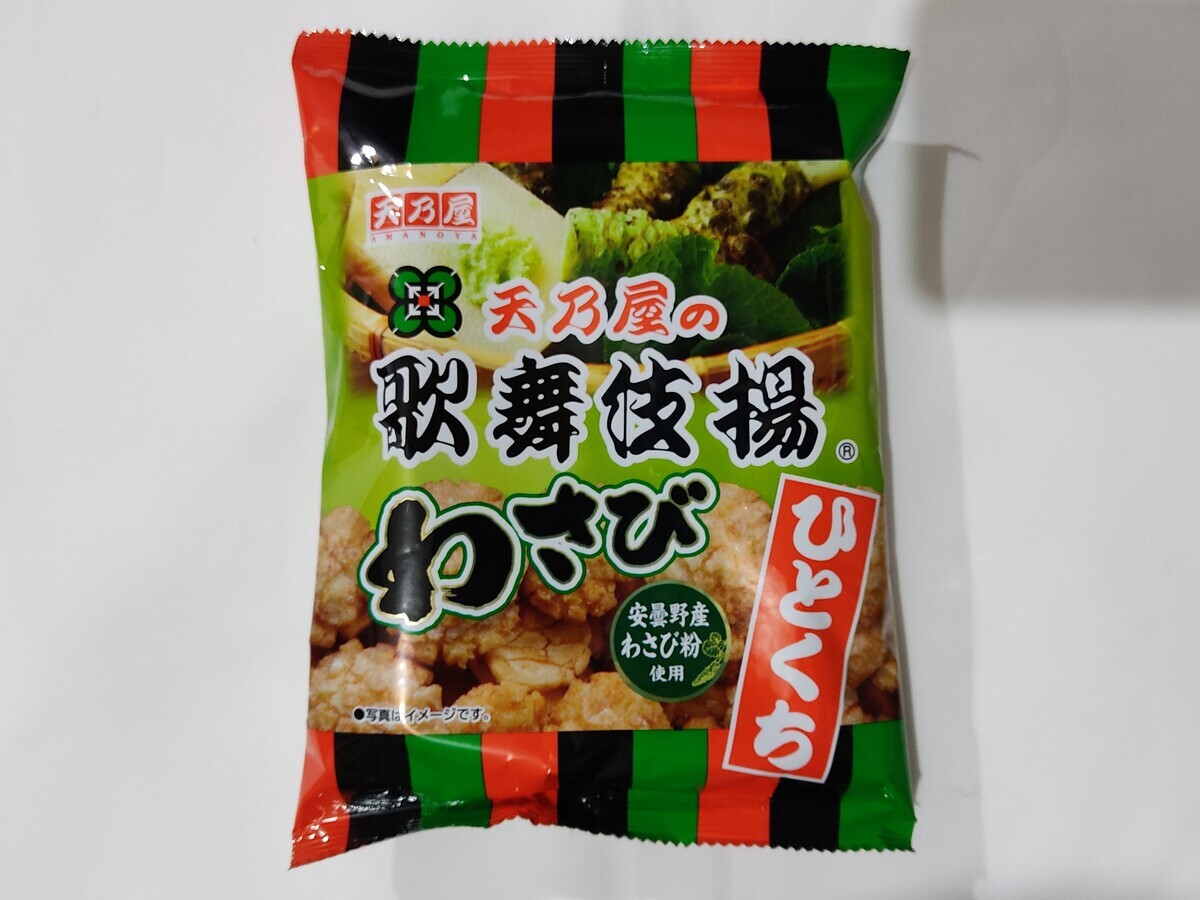 天乃屋
AMANOYA
天乃屋の
歌舞伎揚®
わさび
ひとくち
安曇野産
わさび粉
使用
●写真はイメージです。